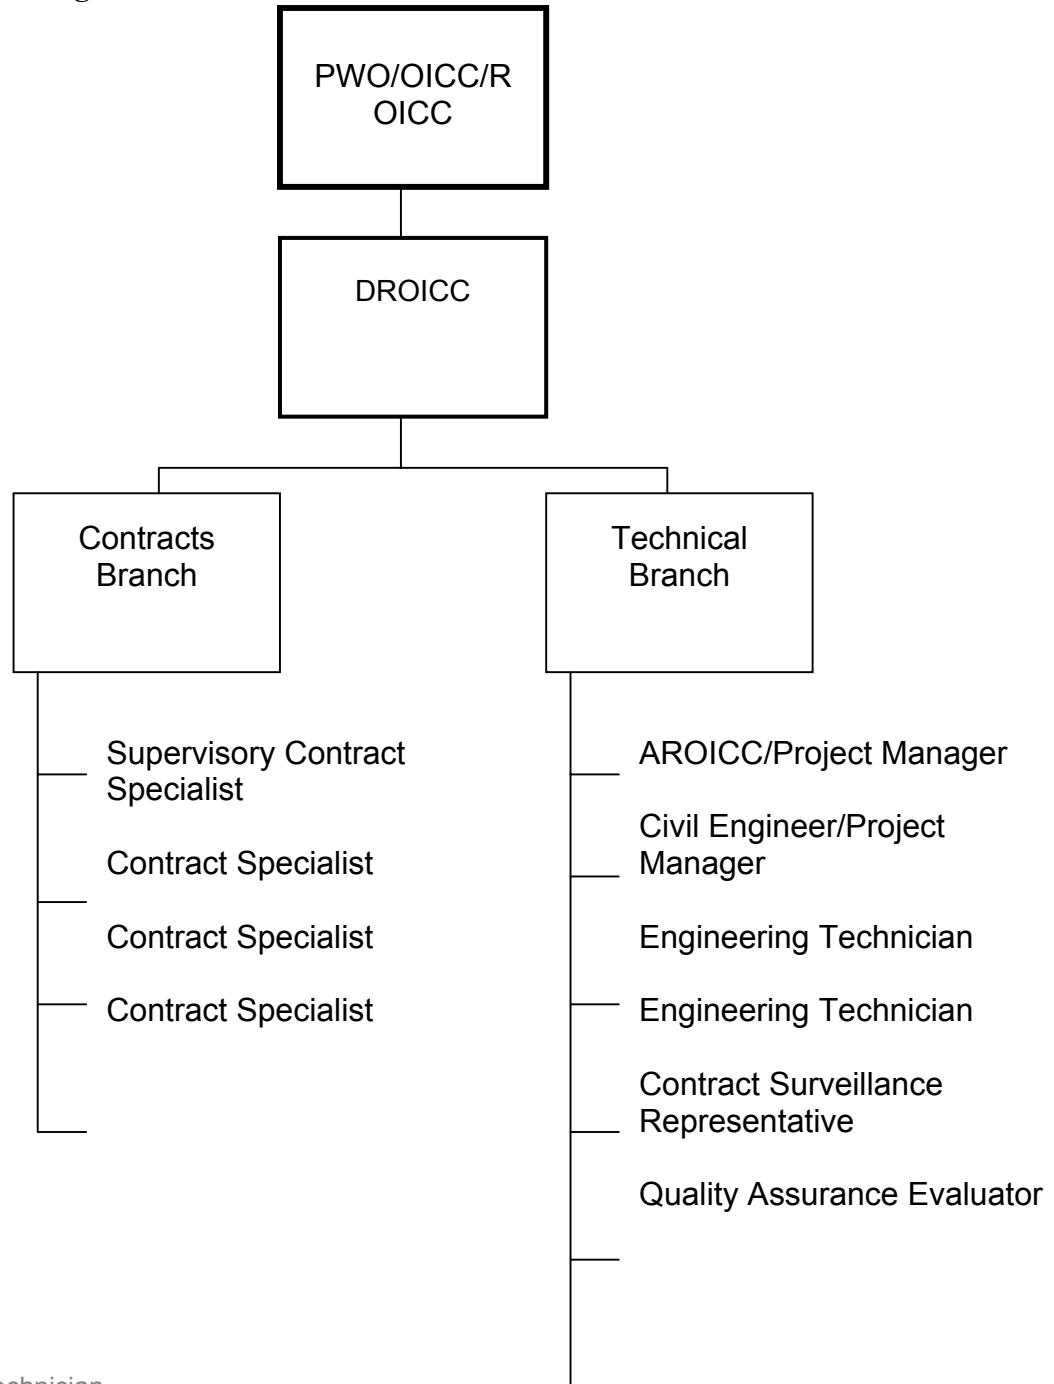 PWO/OICC/R
OICC
DROICC
Contracts
Branch
Technical
Branch
Supervisory Contract
Specialist
Contract Specialist
Contract Specialist
Contract Specialist
AROICC/Project Manager
Civil Engineer/Project
Manager
Engineering Technician
Engineering Technician
Contract Surveillance
Representative
Quality Assurance Evaluator